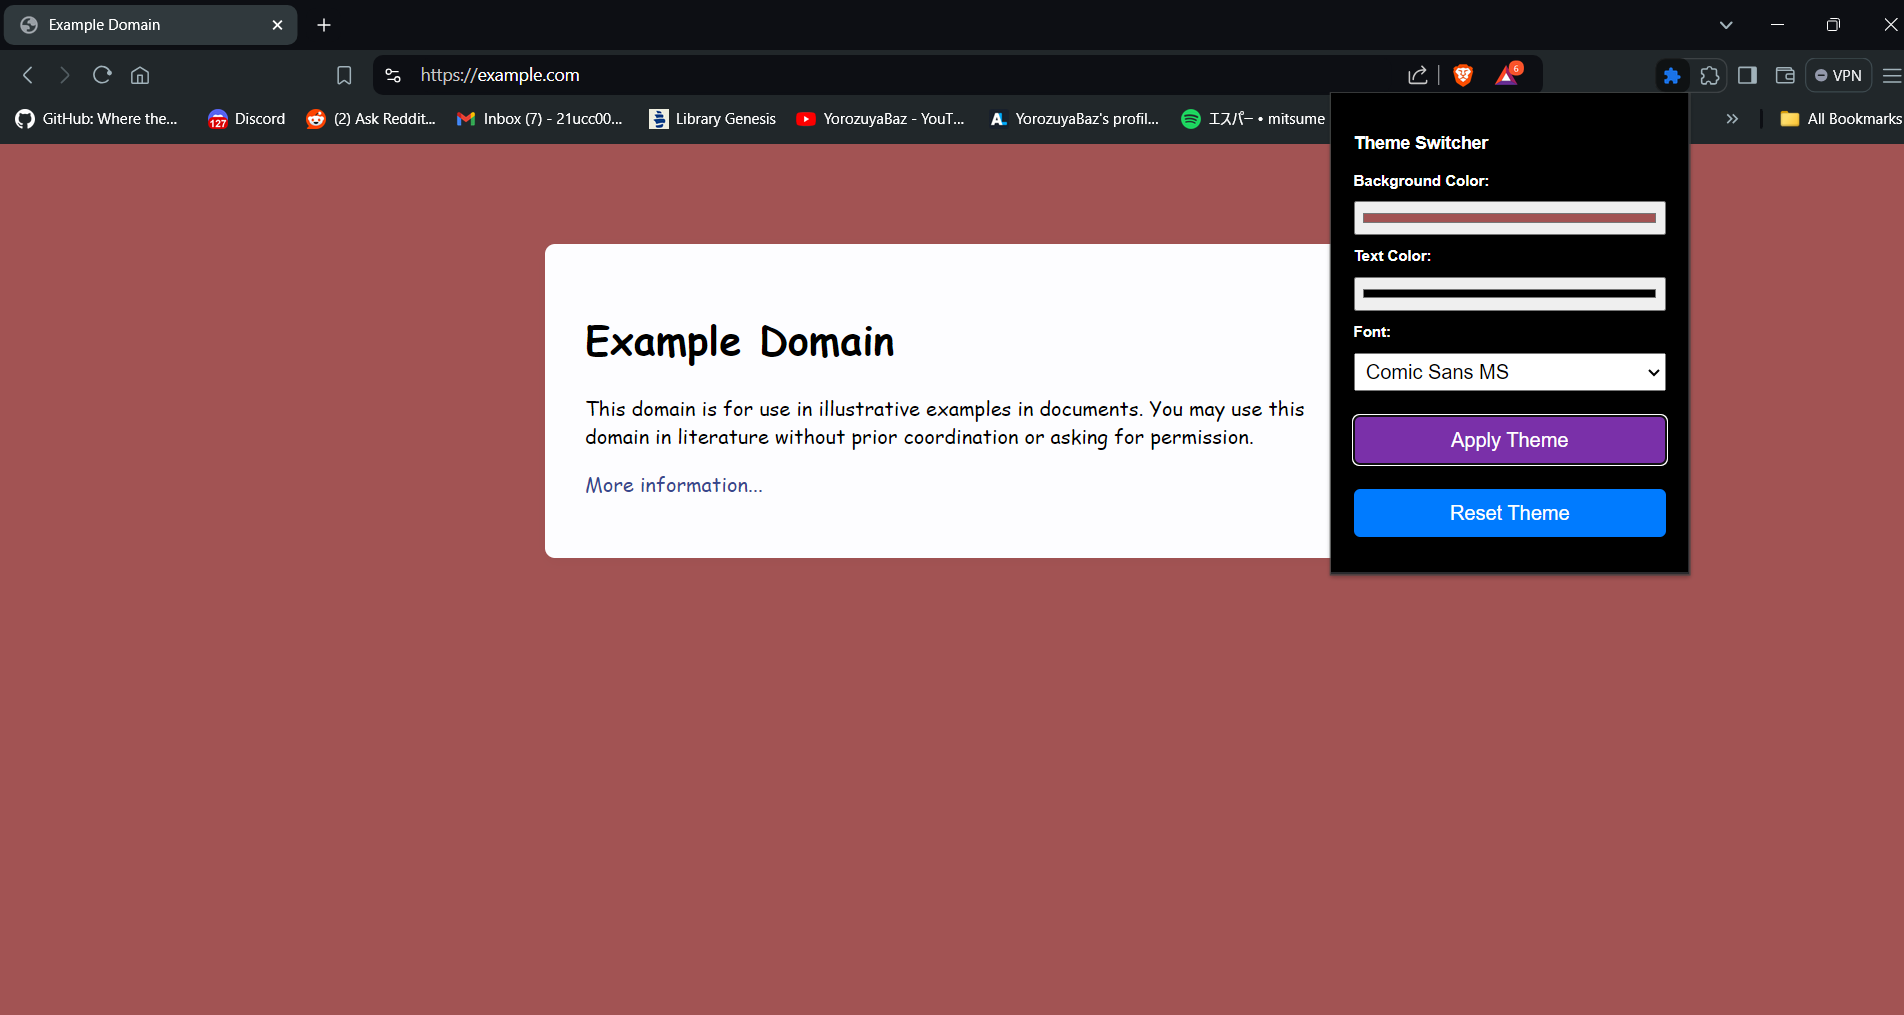 Example Domain
https://example.com
6
VPN
GitHub: Where the...
127
Discord
(2) Ask Reddit...
Inbox (7) - 21ucc00...
Library Genesis
YorozuyaBaz - YouT...
AL
YorozuyaBaz's profil...
エスパー • mitsume
»
All Bookmarks
Theme Switcher
Background Color:
Text Color:
Font:
Comic Sans MS
Apply Theme
Reset Theme
Example Domain
This domain is for use in illustrative examples in documents. You may use this
domain in literature without prior coordination or asking for permission.
More information...